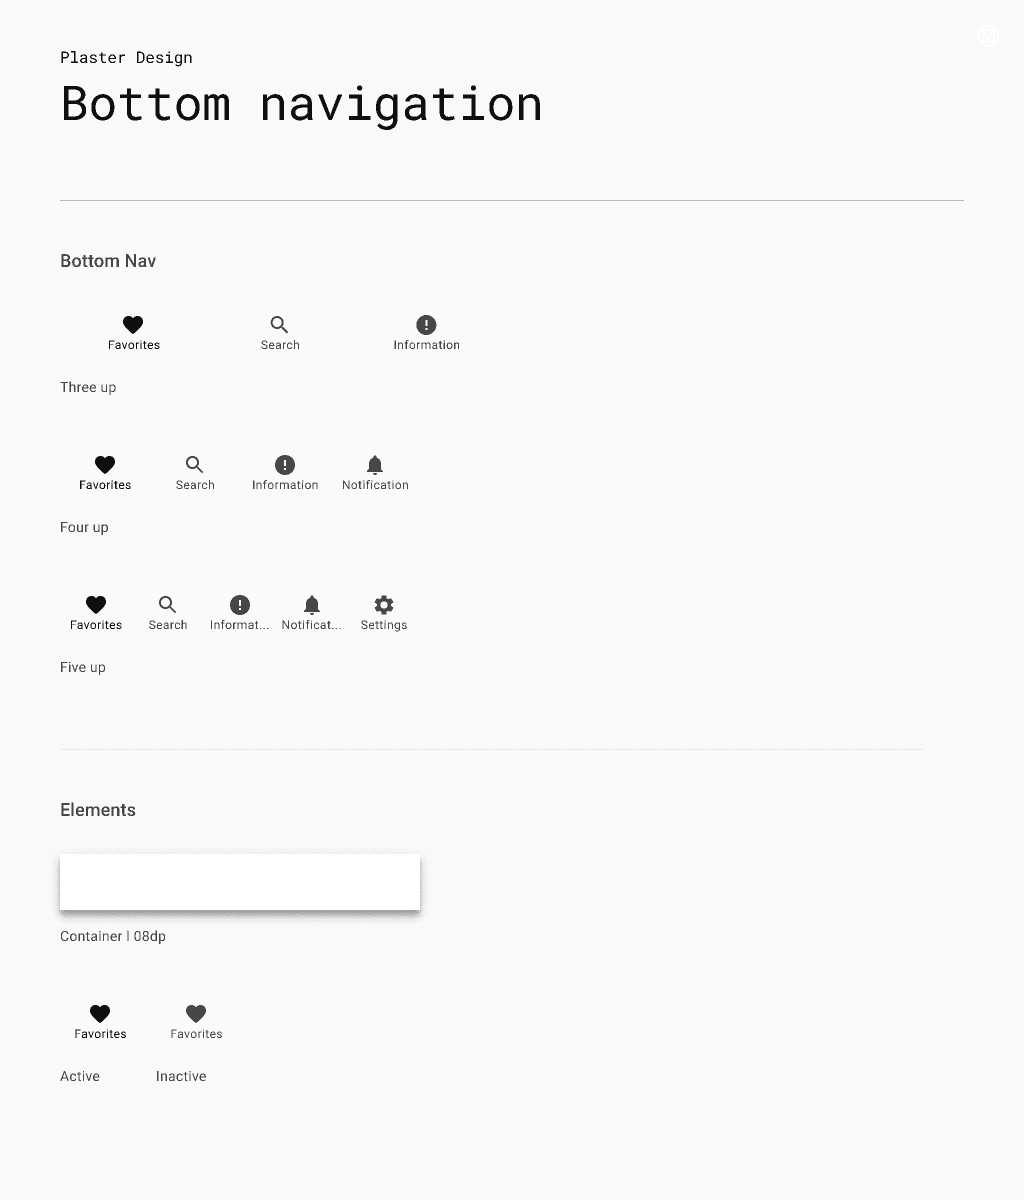 Plaster Design
Bottom navigation
Bottom Nav
Favorites Search Information
Three up
Favorites Search Information Notification
Four up
Favorites Search Informat... Notificat... Settings
Five up
Elements
Container | 08dp
Favorites Favorites
Active Inactive